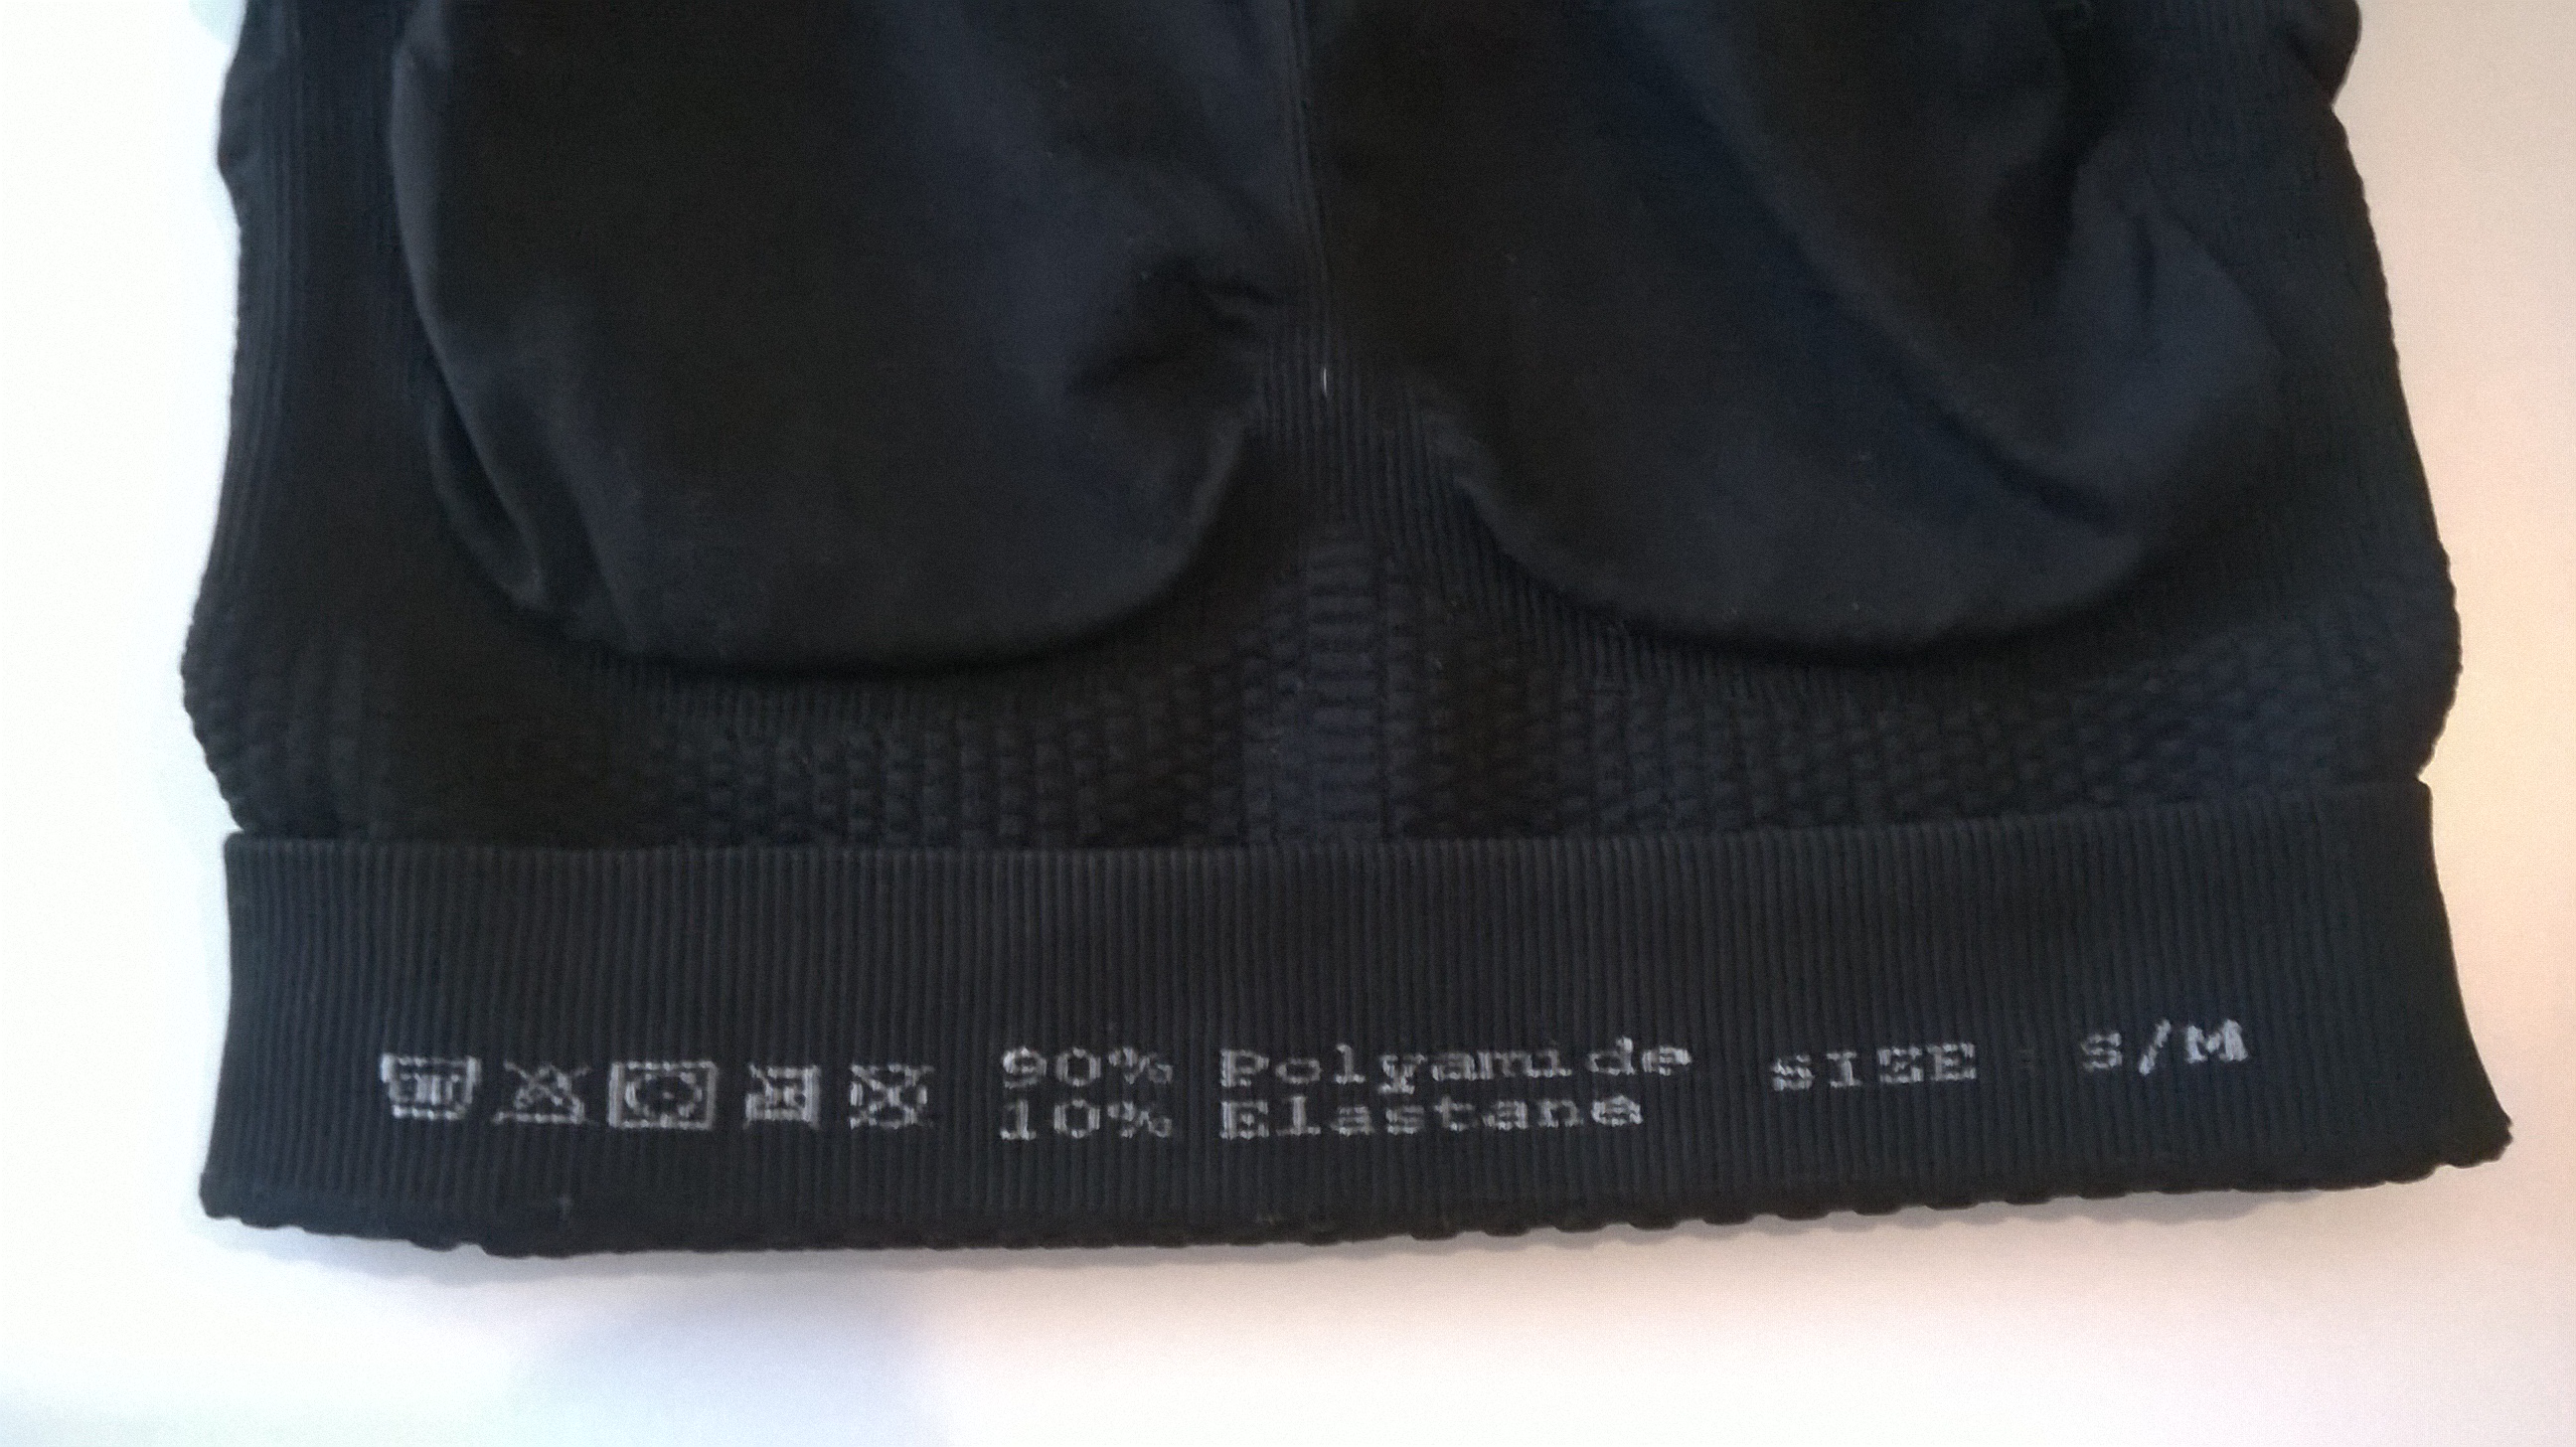 90% Polyamide
10% Elastane
SIZE S/M